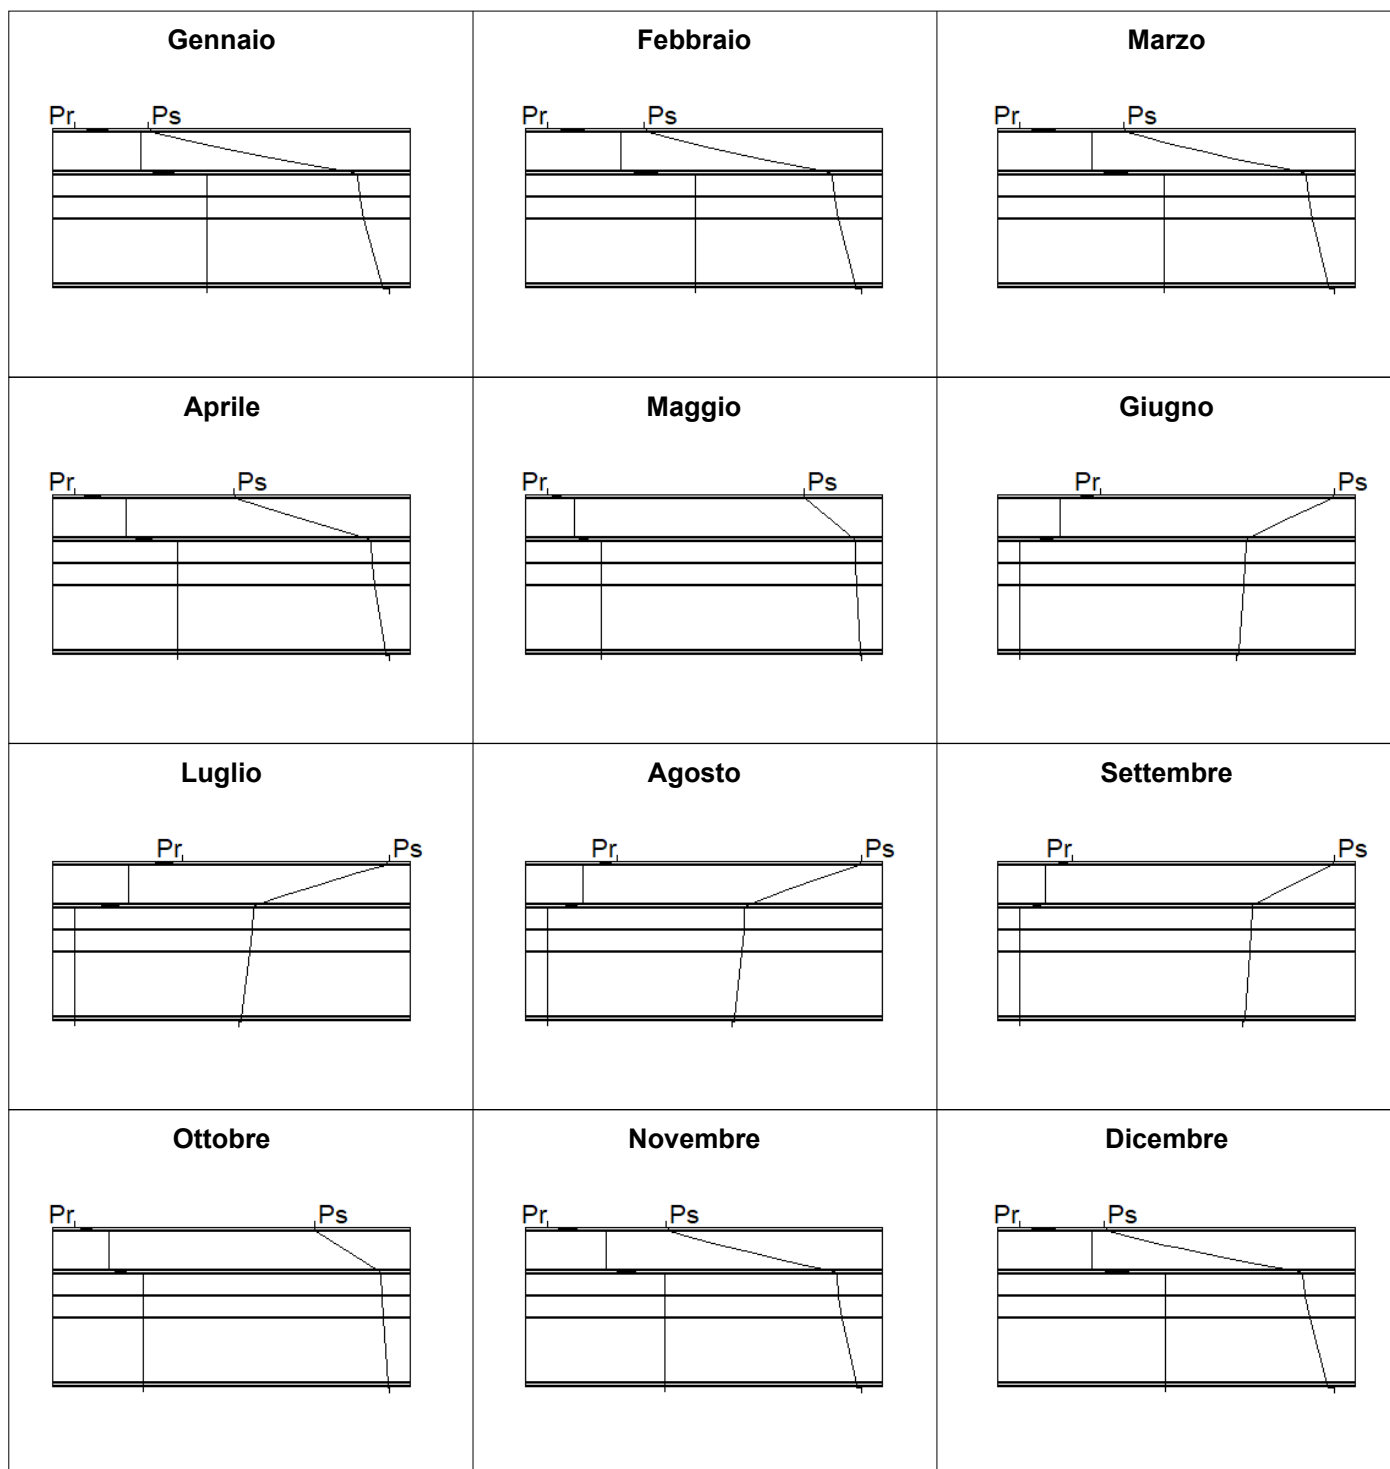 Gennaio Febbraio Marzo
Pr Ps Pr Ps Pr Ps
Aprile Maggio Giugno
Pr Ps Pr Ps Pr Ps
Luglio Agosto Settembre
Pr Ps Pr Ps Pr Ps
Ottobre Novembre Dicembre
Pr Ps Pr Ps Pr Ps